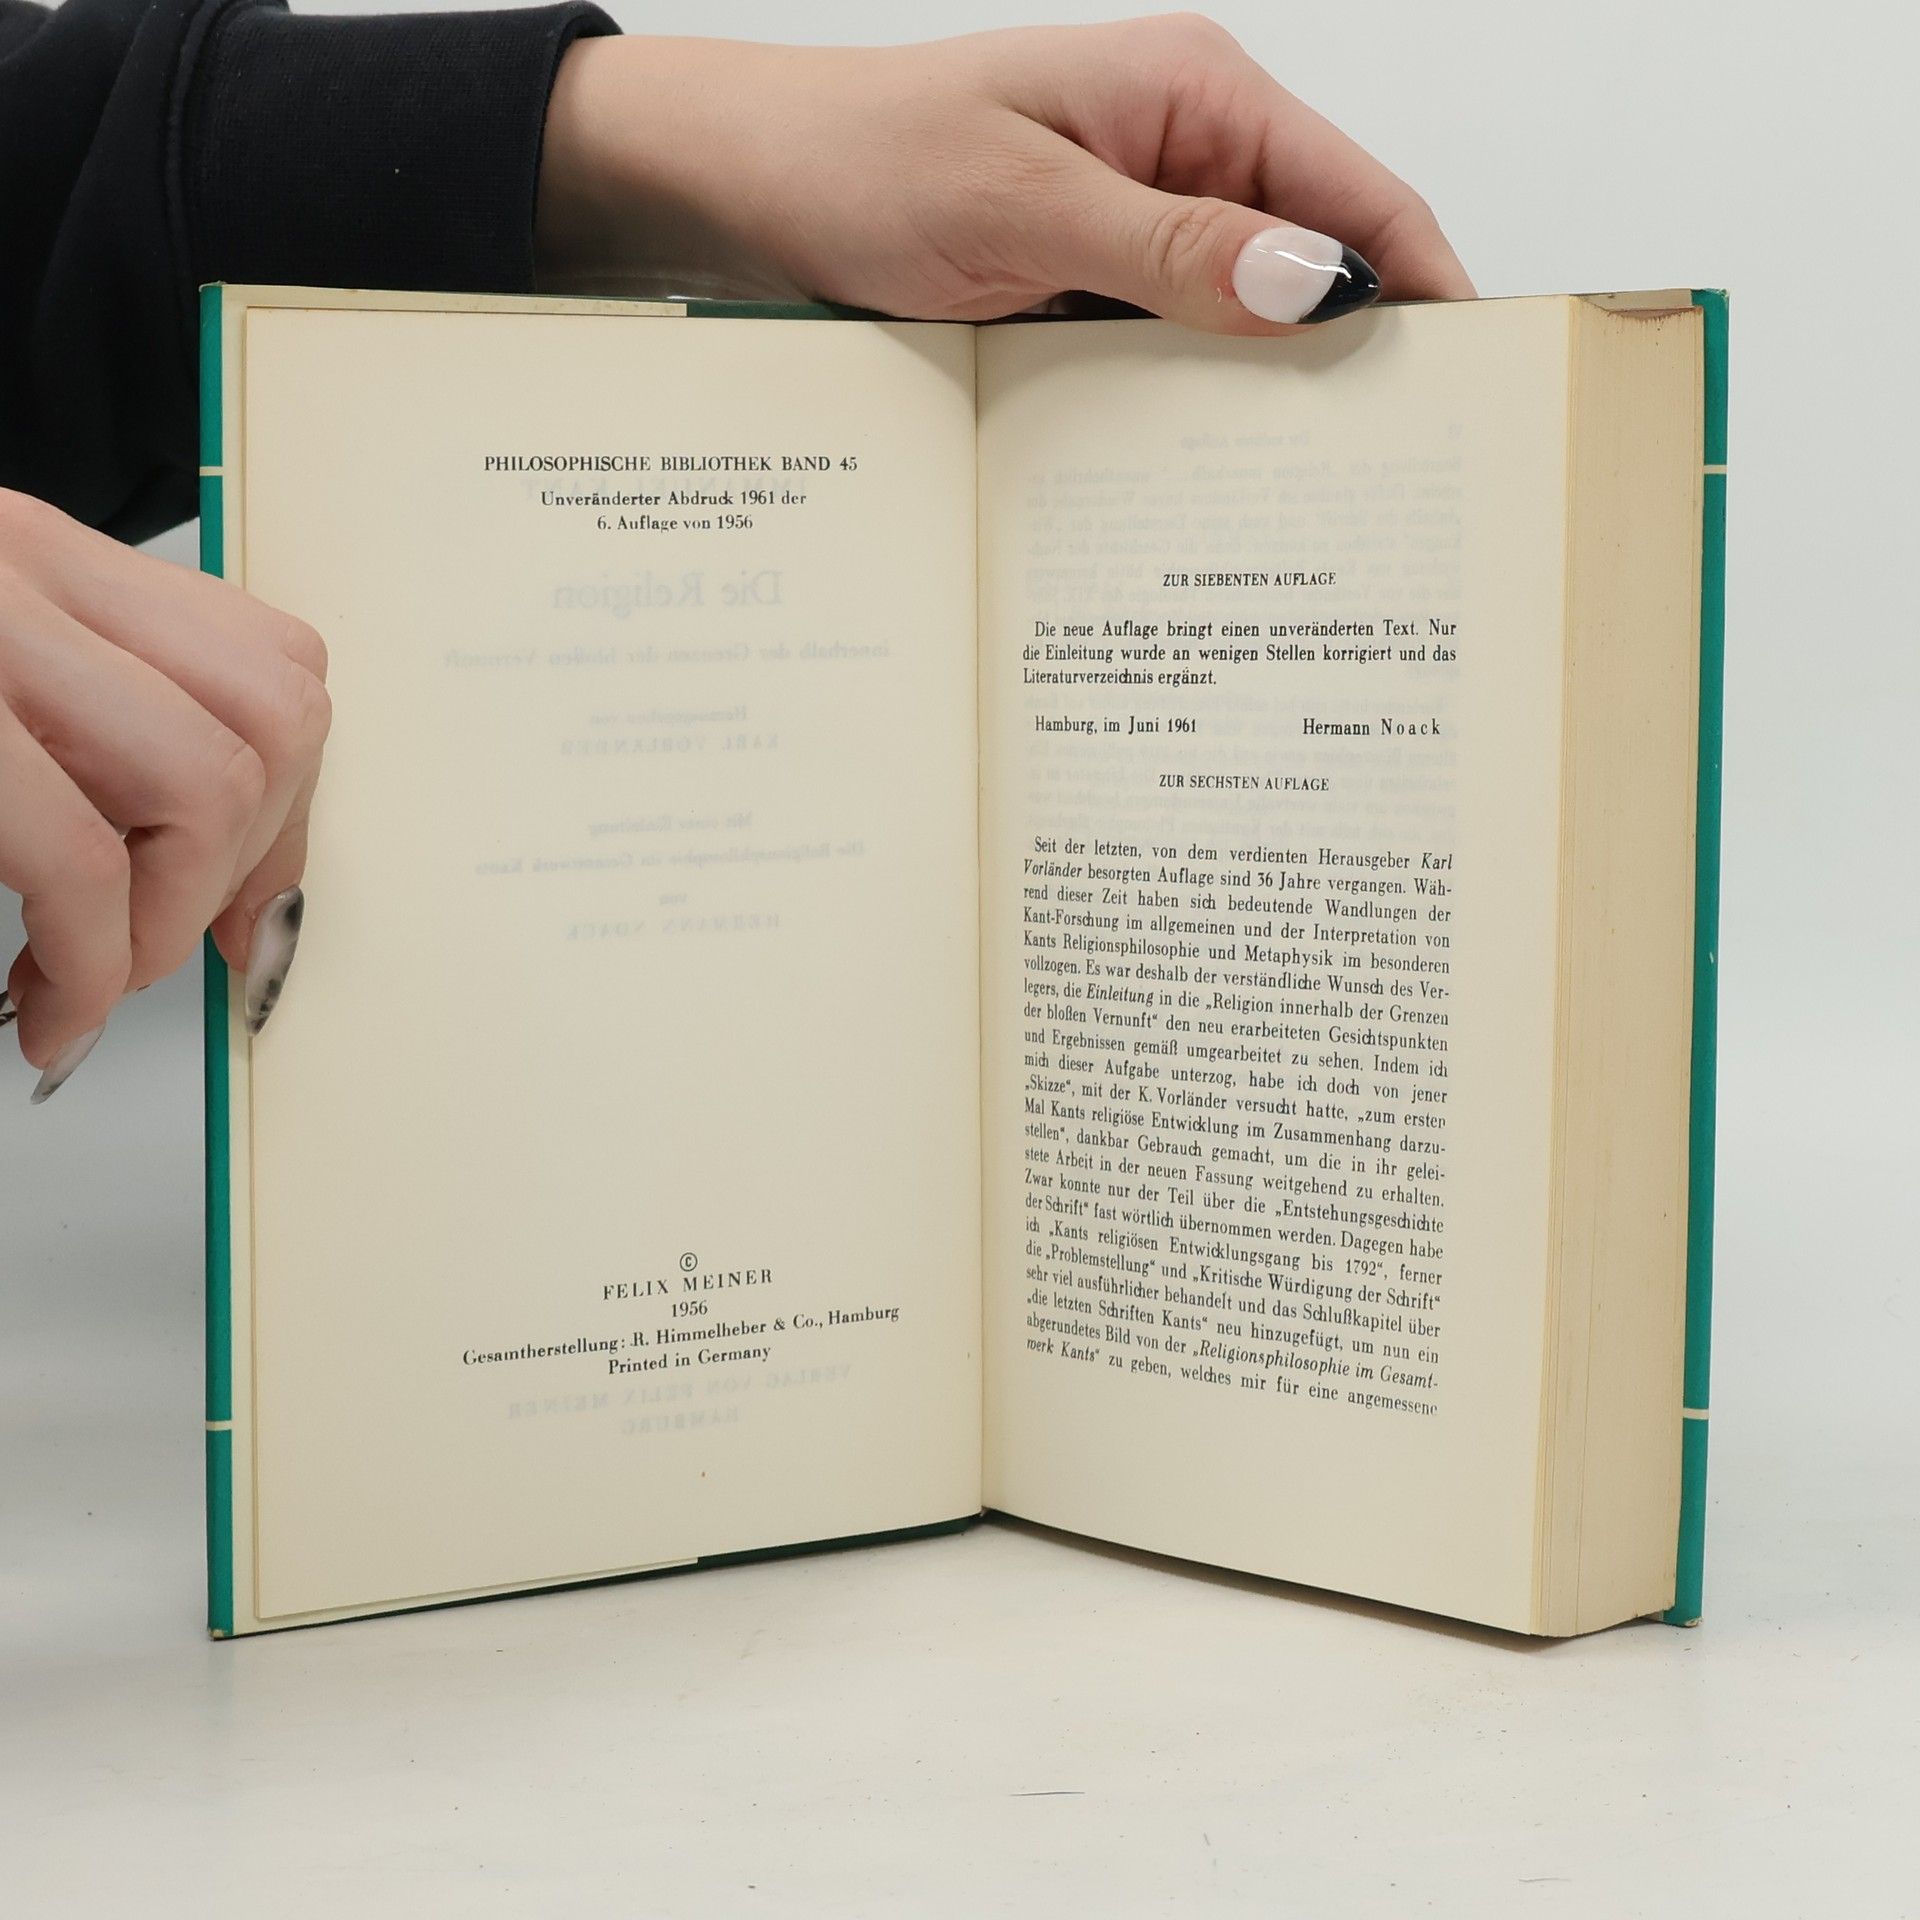 PHILOSOPHISCHE BIBLIOTHEK BAND 45
Unveränderter Abdruck 1961 der
6. Auflage von 1956
©
FELIX MEINER
1956
Gesamtherstellung: R. Himmelheber & Co., Hamburg
Printed in Germany
ZUR SIEBENTEN AUFLAGE
Die neue Auflage bringt einen unveränderten Text. Nur
die Einleitung wurde an wenigen Stellen korrigiert und das
Literaturverzeichnis ergänzt.
Hamburg, im Juni 1961 Hermann Noack
ZUR SECHSTEN AUFLAGE
Seit der letzten, von dem verdienten Herausgeber Karl
Vorländer besorgten Auflage sind 36 Jahre vergangen. Wäh-
rend dieser Zeit haben sich bedeutende Wandlungen der
Kant-Forschung im allgemeinen und der Interpretation von
Kants Religionsphilosophie und Metaphysik im besonderen
vollzogen. Es war deshalb der verständliche Wunsch des Ver-
legers, die Einleitung in die „Religion innerhalb der Grenzen
der bloßen Vernunft“ den neu erarbeiteten Gesichtspunkten
und Ergebnissen gemäß umgearbeitet zu sehen. Indem ich
mich dieser Aufgabe unterzog, habe ich doch von jener
„Skizze“, mit der K. Vorländer versucht hatte, „zum ersten
Mal Kants religiöse Entwicklung im Zusammenhang darzu-
stellen“, dankbar Gebrauch gemacht, um die in ihr gelei-
stete Arbeit in der neuen Fassung weitgehend zu erhalten.
Zwar konnte nur der Teil über die „Entstehungsgeschichte
der Schrift“ fast wörtlich übernommen werden. Dagegen habe
ich „Kants religiösen Entwicklungsgang bis 1792“, ferner
die „Problemstellung“ und „Kritische Würdigung der Schrift“
sehr viel ausführlicher behandelt und das Schlußkapitel über
„die letzten Schriften Kants“ neu hinzugefügt, um nun ein
abgerundetes Bild von der „Religionsphilosophie im Gesamt-
werk Kants“ zu geben, welches mir für eine angemessene